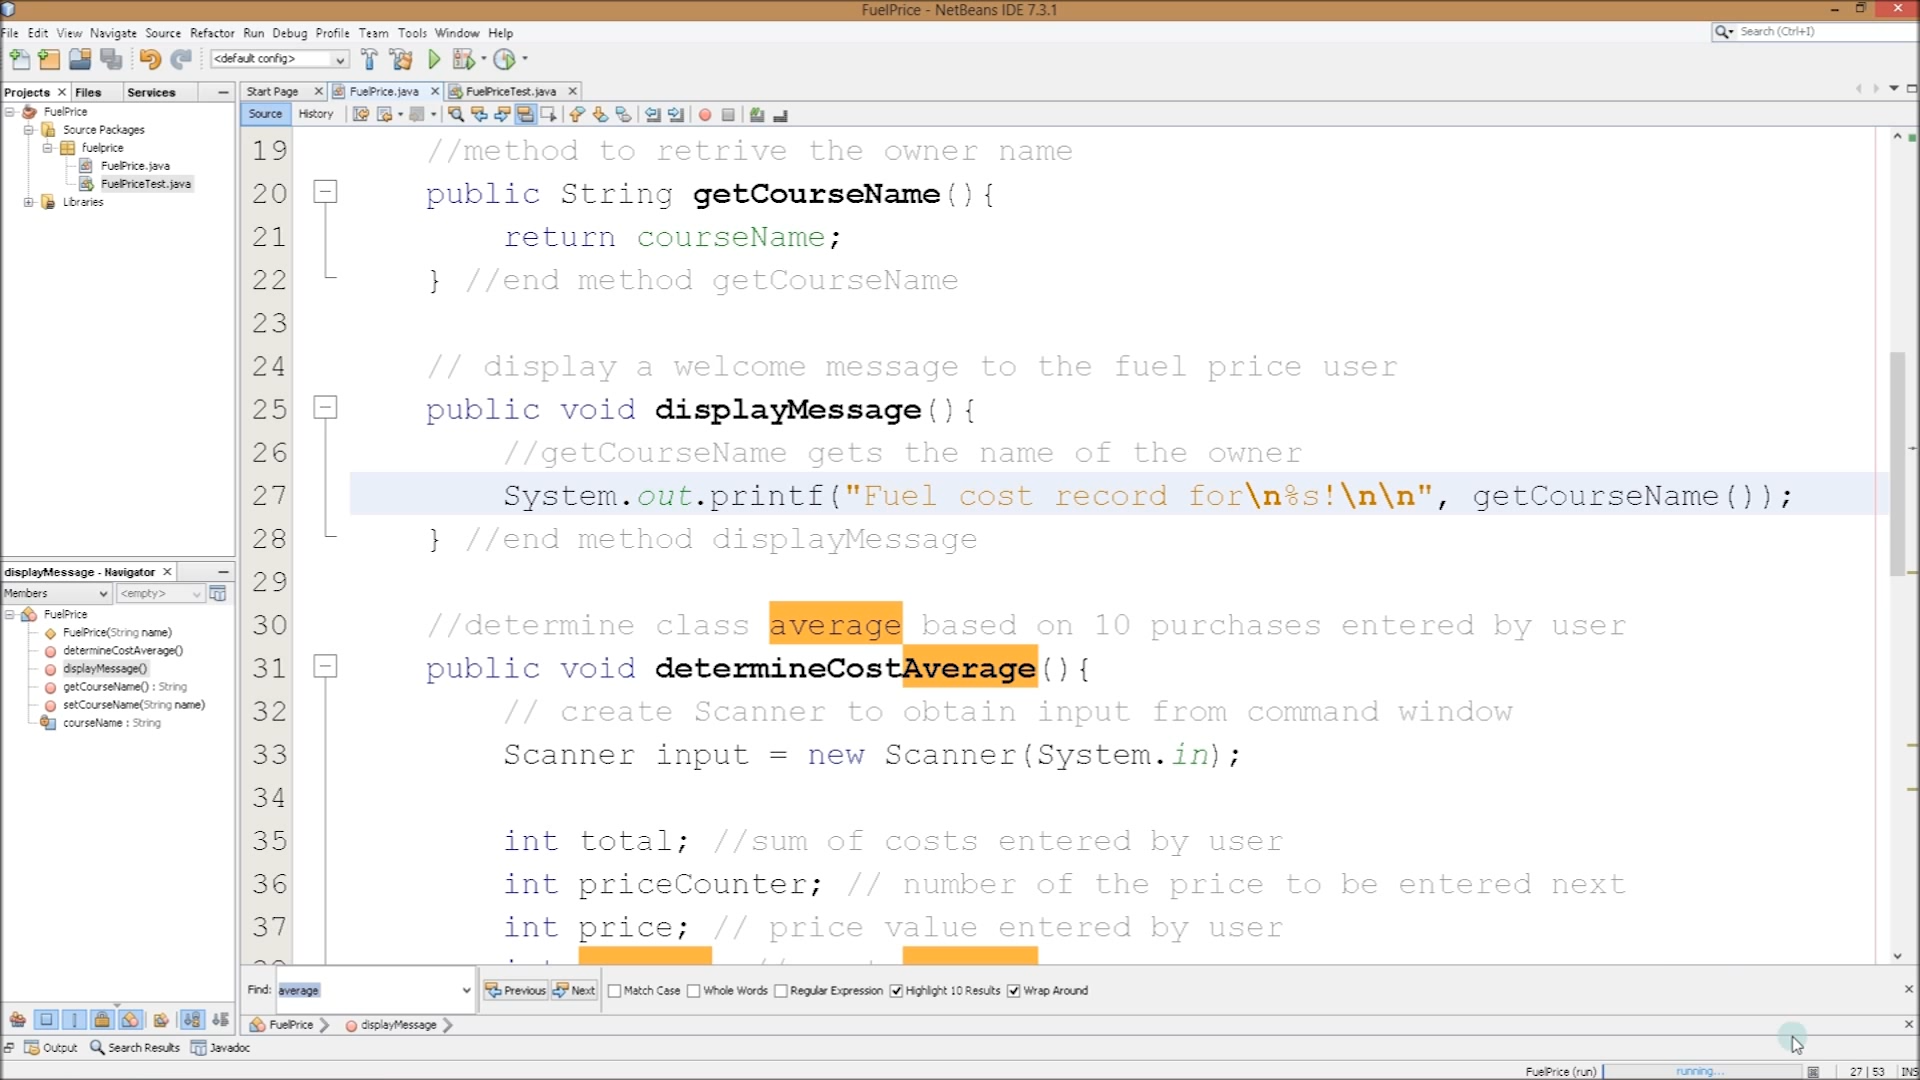 FuelPrice - NetBeans IDE 7.3.1
File Edit View Navigate Source Refactor Run Debug Profile Team Tools Window Help
Search (Ctrl+I)
<default config>
Projects Files Services
Start Page FuelPrice.java FuelPriceTest.java
Source History
FuelPrice
Source Packages
fuelprice
FuelPrice.java
FuelPriceTest.java
Libraries
19 //method to retrive the owner name
20 public String getCourseName(){
21 return courseName;
22 } //end method getCourseName
23
24 // display a welcome message to the fuel price user
25 public void displayMessage(){
26 //getCourseName gets the name of the owner
27 System.out.printf("Fuel cost record for\n%s!\n\n", getCourseName());
28 } //end method displayMessage
29
30 //determine class average based on 10 purchases entered by user
31 public void determineCostAverage(){
32 // create Scanner to obtain input from command window
33 Scanner input = new Scanner(System.in);
34
35 int total; //sum of costs entered by user
36 int priceCounter; // number of the price to be entered next
37 int price; // price value entered by user
displayMessage - Navigator
Members <empty>
FuelPrice
FuelPrice(String name)
determineCostAverage()
displayMessage()
getCourseName() : String
setCourseName(String name)
courseName : String
Find: average Previous Next Match Case Whole Words Regular Expression Highlight 10 Results Wrap Around
FuelPrice displayMessage
Output Search Results Javadoc
FuelPrice (run) running... 27 | 53 INS